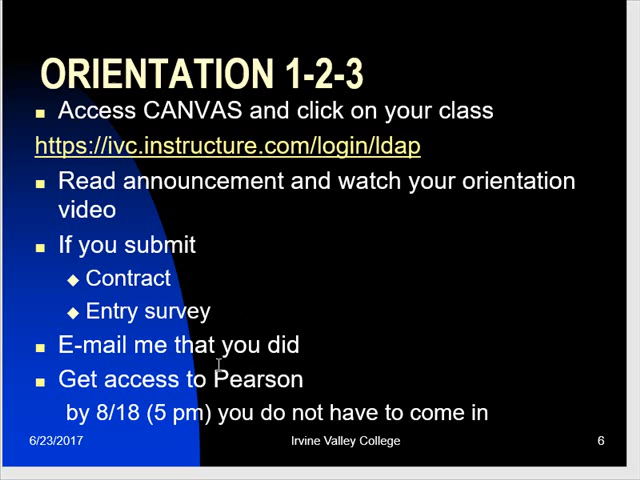 ORIENTATION 1-2-3
■ Access CANVAS and click on your class
https://ivc.instructure.com/login/ldap
■ Read announcement and watch your orientation
video
■ If you submit
◆ Contract
◆ Entry survey
■ E-mail me that you did
■ Get access to Pearson
by 8/18 (5 pm) you do not have to come in
6/23/2017 Irvine Valley College 6